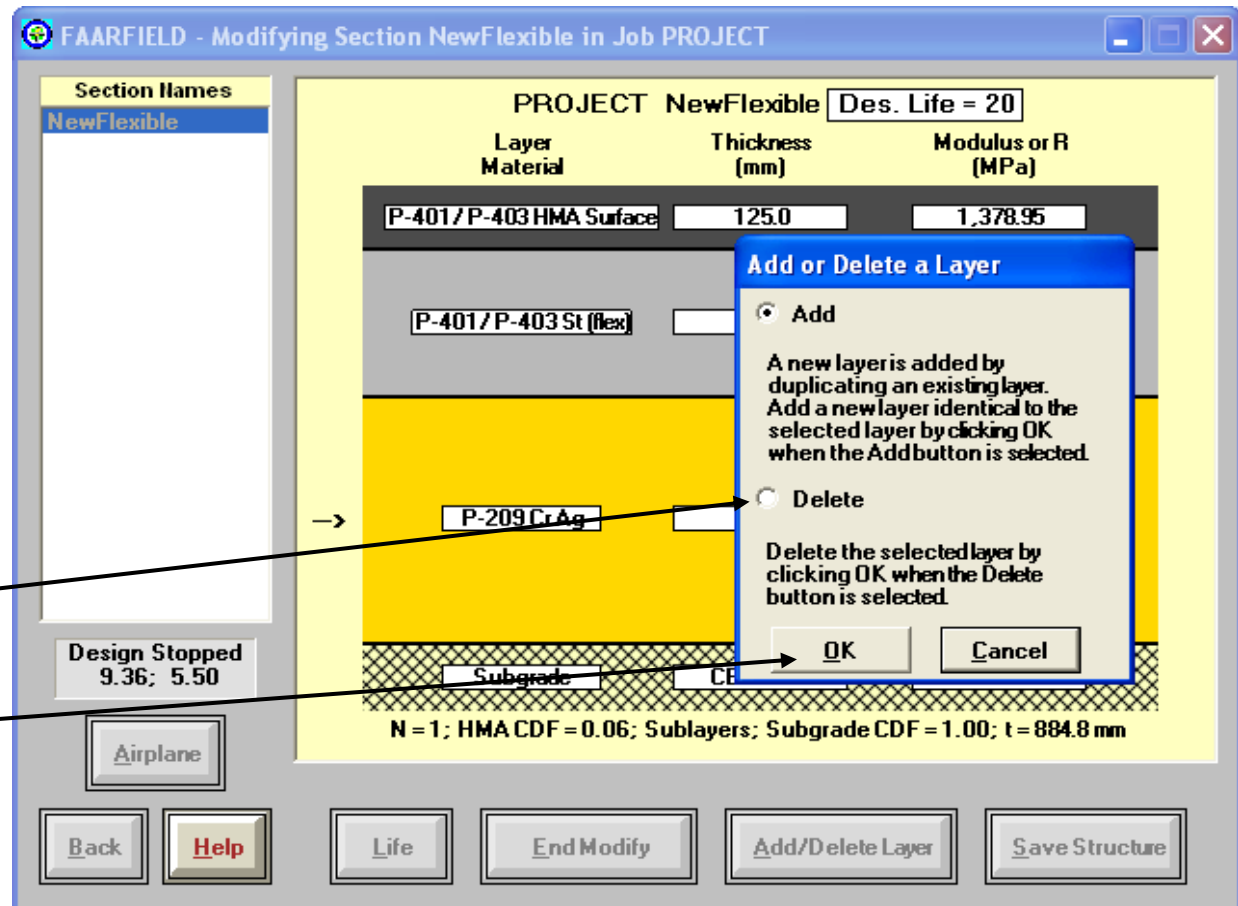 FAARFIELD - Modifying Section NewFlexible in Job PROJECT
Section Names
NewFlexible
PROJECT NewFlexible Des. Life = 20
Layer Material
Thickness (mm)
Modulus or R (MPa)
P-401 / P-403 HMA Surface 125.0 1,378.95
P-401 / P-403 St (flex)
--> P-209 Cr Ag
Subgrade
Add or Delete a Layer
Add
A new layer is added by
duplicating an existing layer.
Add a new layer identical to the
selected layer by clicking OK
when the Add button is selected.
Delete
Delete the selected layer by
clicking OK when the Delete
button is selected.
OK Cancel
N = 1; HMA CDF = 0.06; Sublayers; Subgrade CDF = 1.00; t = 884.8 mm
Design Stopped
9.36; 5.50
Airplane
Back Help Life End Modify Add/Delete Layer Save Structure